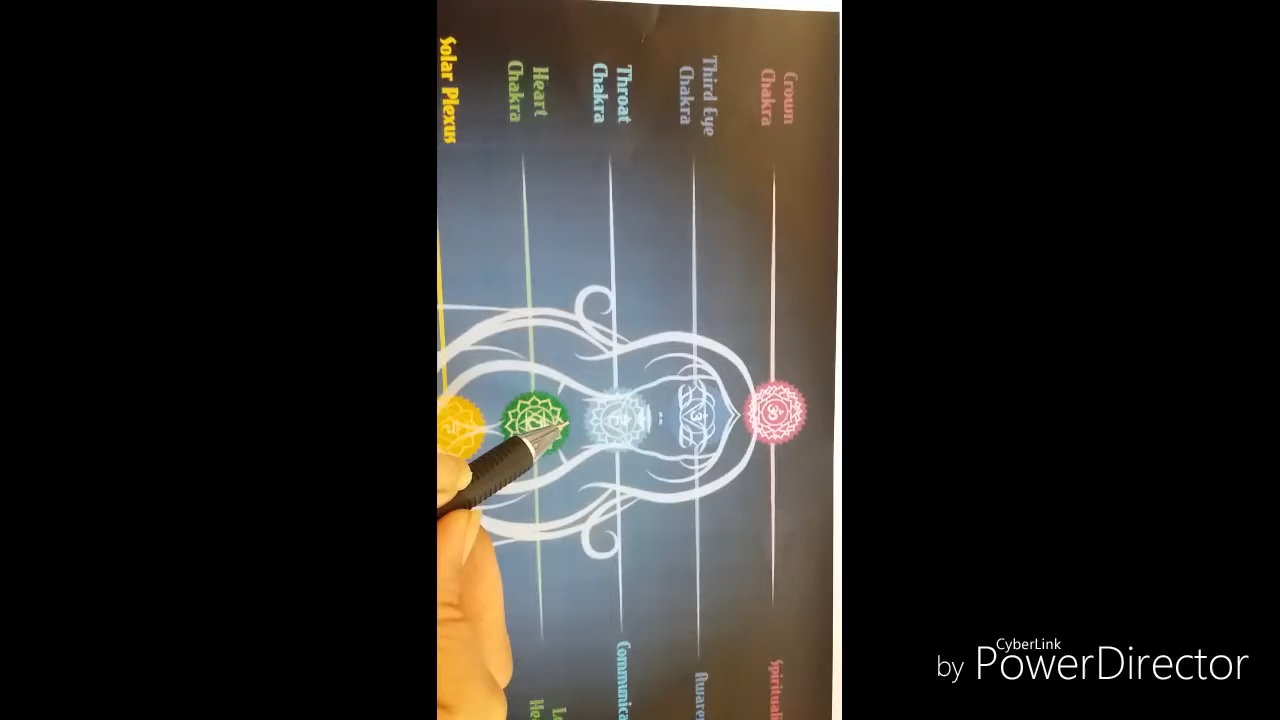 Crown
Chakra
Third Eye
Chakra
Throat
Chakra
Heart
Chakra
Solar Plexus
CyberLink
by PowerDirector